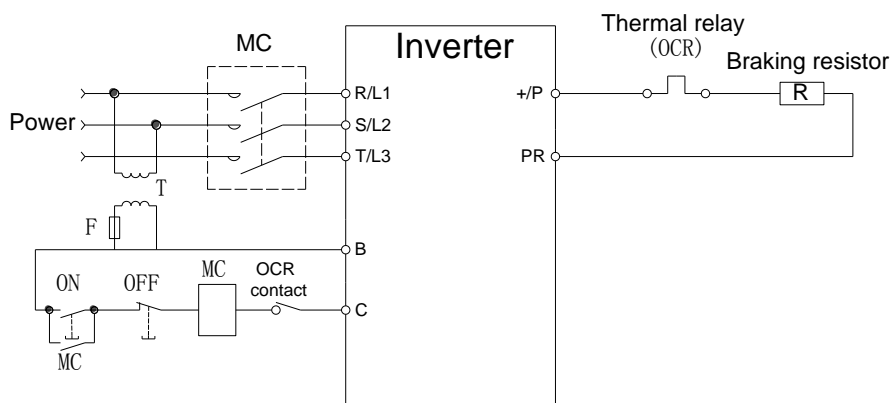 MC
Inverter
Thermal relay
(OCR)
Braking resistor
R/L1
+/P
R
Power
S/L2
T/L3
PR
T
F
B
ON
OFF
MC
OCR
contact
C
MC